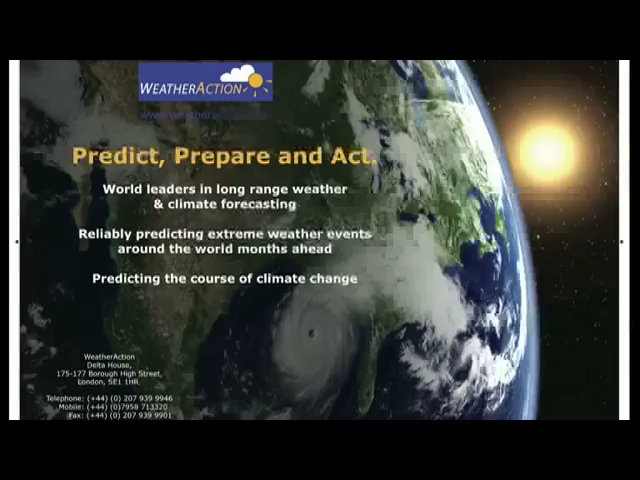 WEATHERACTION
Predict, Prepare and Act.
World leaders in long range weather
& climate forecasting
Reliably predicting extreme weather events
around the world months ahead
Predicting the course of climate change
WeatherAction
Delta House,
175-177 Borough High Street,
London, SE1 1HR.
Telephone: (+44) (0) 207 939 9946
Mobile: (+44) (0)7958 713320
Fax: (+44) (0) 207 939 9901